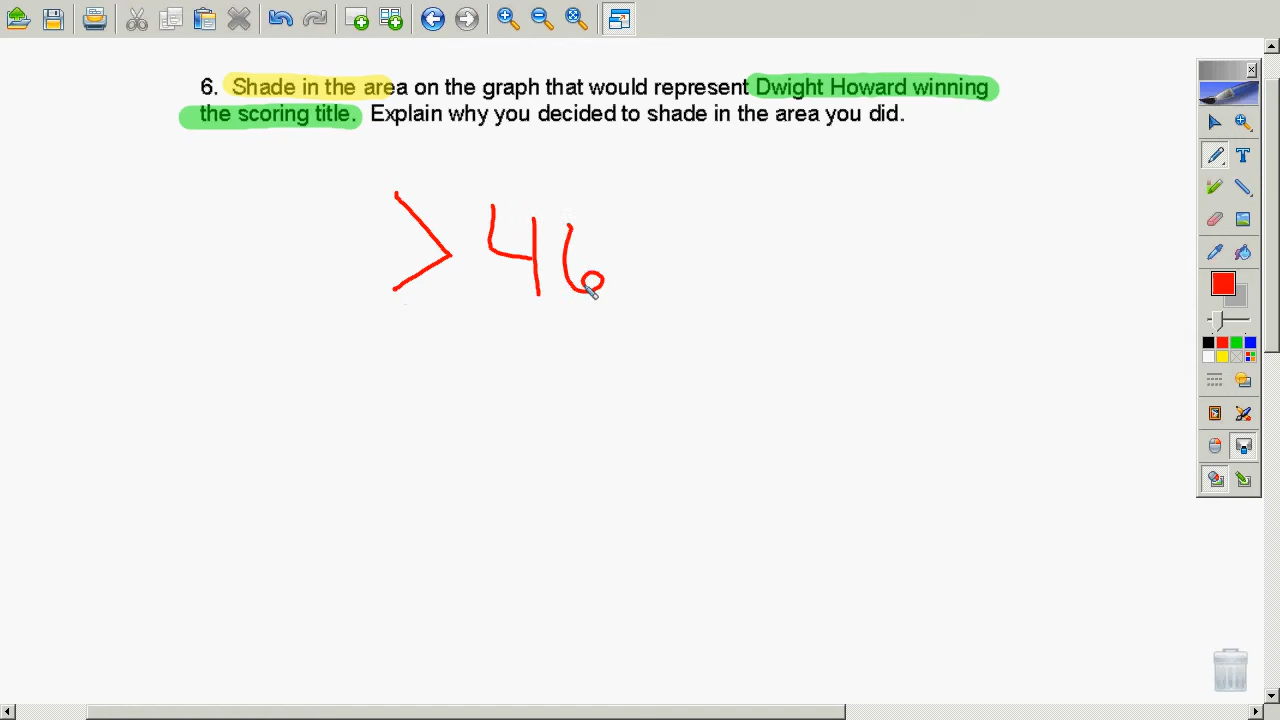 6. Shade in the area on the graph that would represent Dwight Howard winning
the scoring title. Explain why you decided to shade in the area you did.
> 46